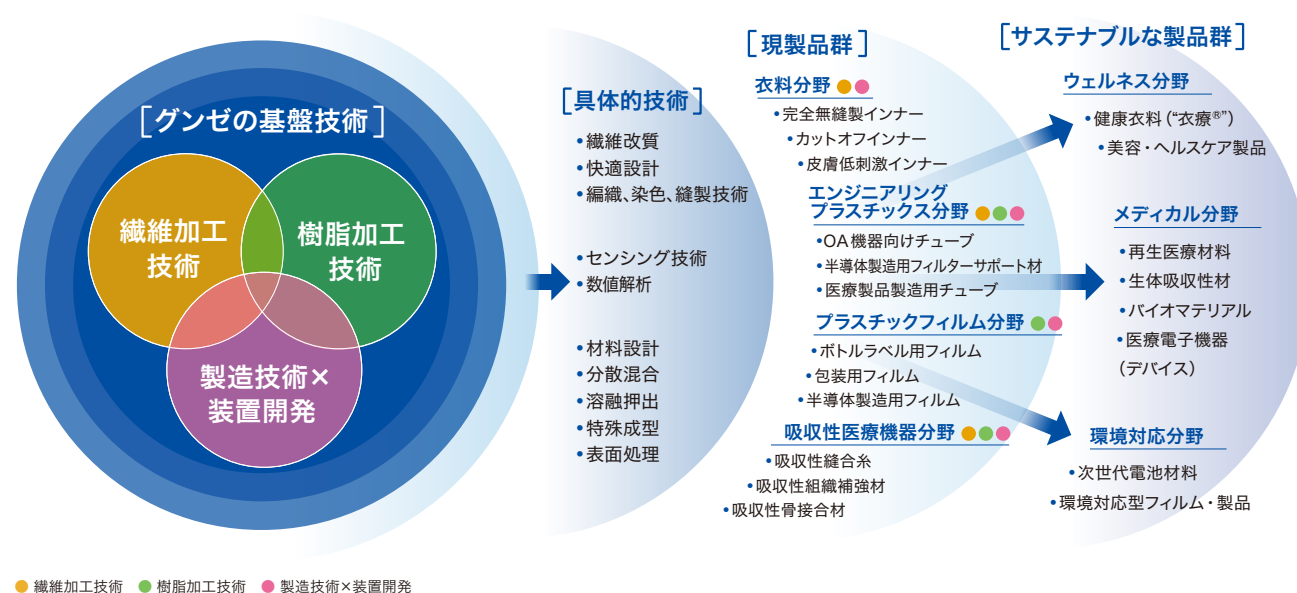 [グンゼの基盤技術]
繊維加工
技術
樹脂加工
技術
製造技術×
装置開発
[具体的技術]
•繊維改質
•快適設計
•編織、染色、縫製技術
•センシング技術
•数値解析
•材料設計
•分散混合
•溶融押出
•特殊成型
•表面処理
[現製品群]
衣料分野
•完全無縫製インナー
•カットオフインナー
•皮膚低刺激インナー
エンジニアリング
プラスチックス分野
•OA機器向けチューブ
•半導体製造用フィルターサポート材
•医療製品製造用チューブ
プラスチックフィルム分野
•ボトルラベル用フィルム
•包装用フィルム
•半導体製造用フィルム
吸収性医療機器分野
•吸収性縫合糸
•吸収性組織補強材
•吸収性骨接合材
[サステナブルな製品群]
ウェルネス分野
•健康衣料(“衣療®”)
•美容・ヘルスケア製品
メディカル分野
•再生医療材料
•生体吸収性材
•バイオマテリアル
•医療電子機器
(デバイス)
環境対応分野
•次世代電池材料
•環境対応型フィルム・製品
繊維加工技術 樹脂加工技術 製造技術×装置開発